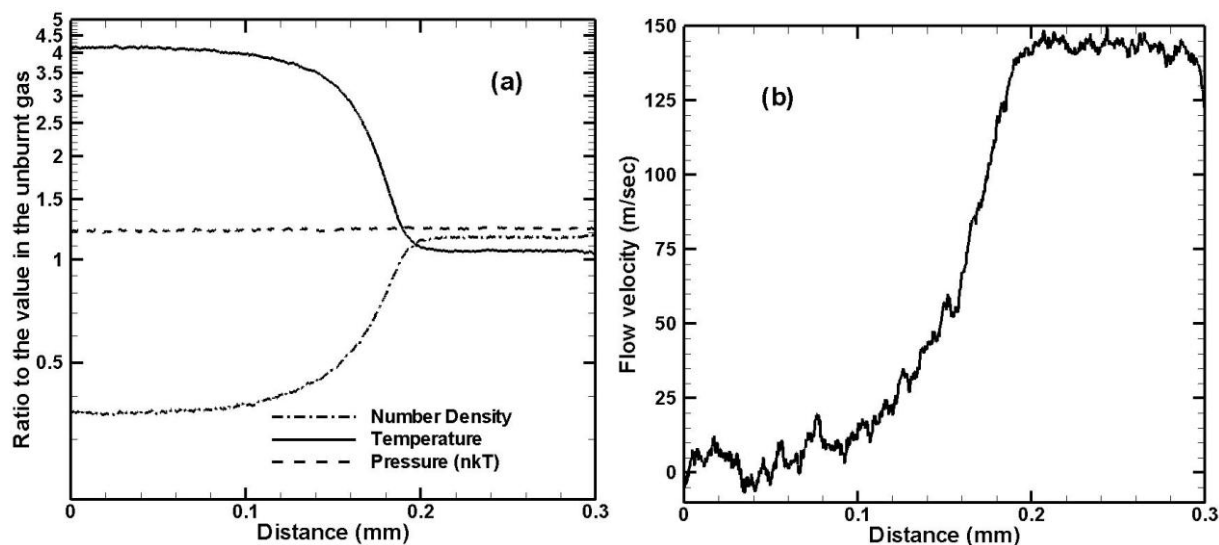 (a)
Ratio to the value in the unburnt gas
5
4.5
4
3.5
3
2.5
2
1.5
1
0.5
Number Density
Temperature
Pressure (nkT)
0
0.1
0.2
0.3
Distance (mm)
(b)
Flow velocity (m/sec)
150
125
100
75
50
25
0
0
0.1
0.2
0.3
Distance (mm)